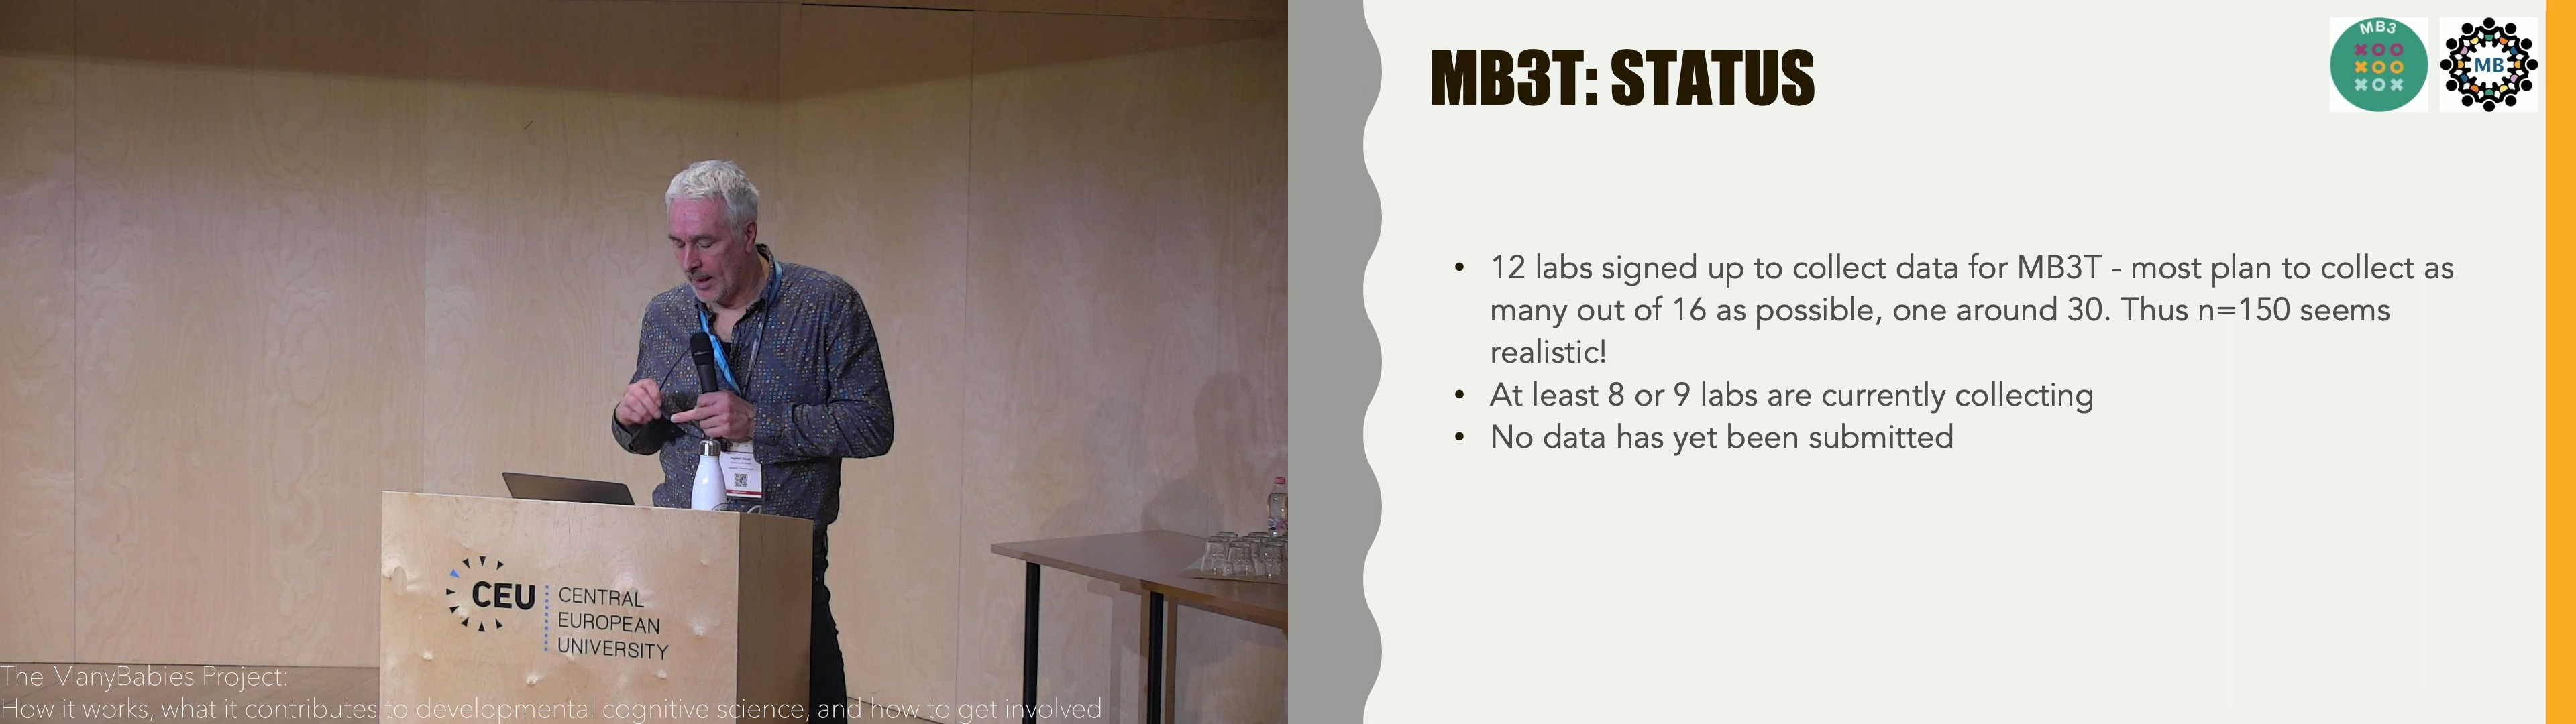 CEU
CENTRAL
EUROPEAN
UNIVERSITY
The ManyBabies Project:
How it works, what it contributes to developmental cognitive science, and how to get involved
MB3T: STATUS
MB3
XOO
XOO
XOX
MB
• 12 labs signed up to collect data for MB3T - most plan to collect as
many out of 16 as possible, one around 30. Thus n=150 seems
realistic!
• At least 8 or 9 labs are currently collecting
• No data has yet been submitted